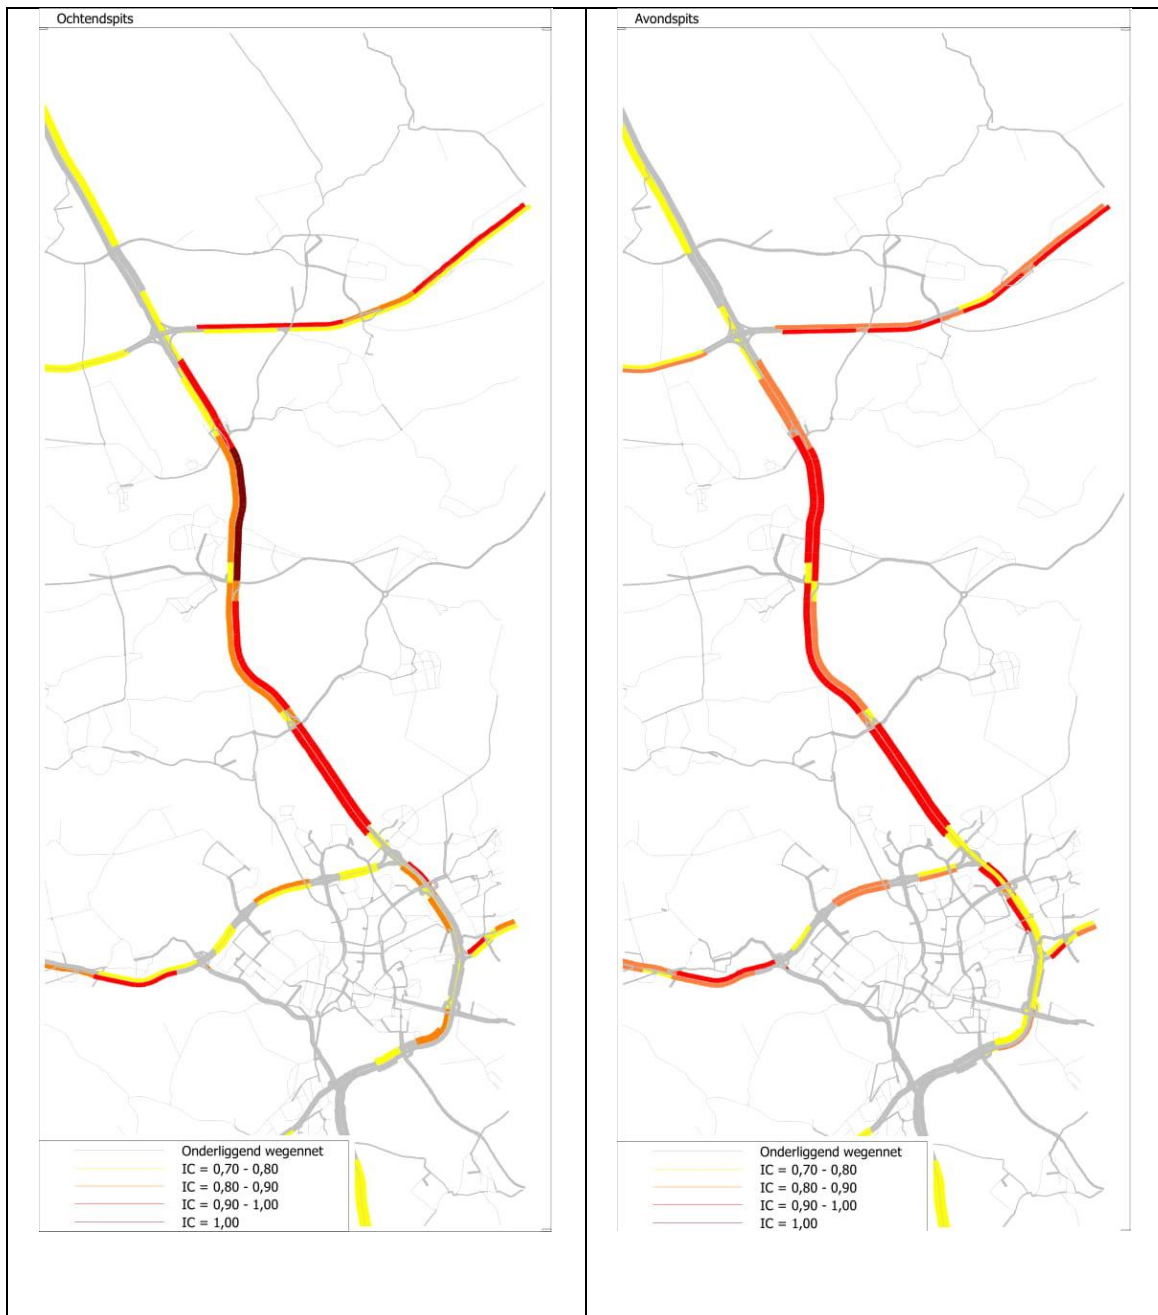 Ochtendspits
Onderliggend wegennet
IC = 0,70 - 0,80
IC = 0,80 - 0,90
IC = 0,90 - 1,00
IC = 1,00
Avondspits
Onderliggend wegennet
IC = 0,70 - 0,80
IC = 0,80 - 0,90
IC = 0,90 - 1,00
IC = 1,00